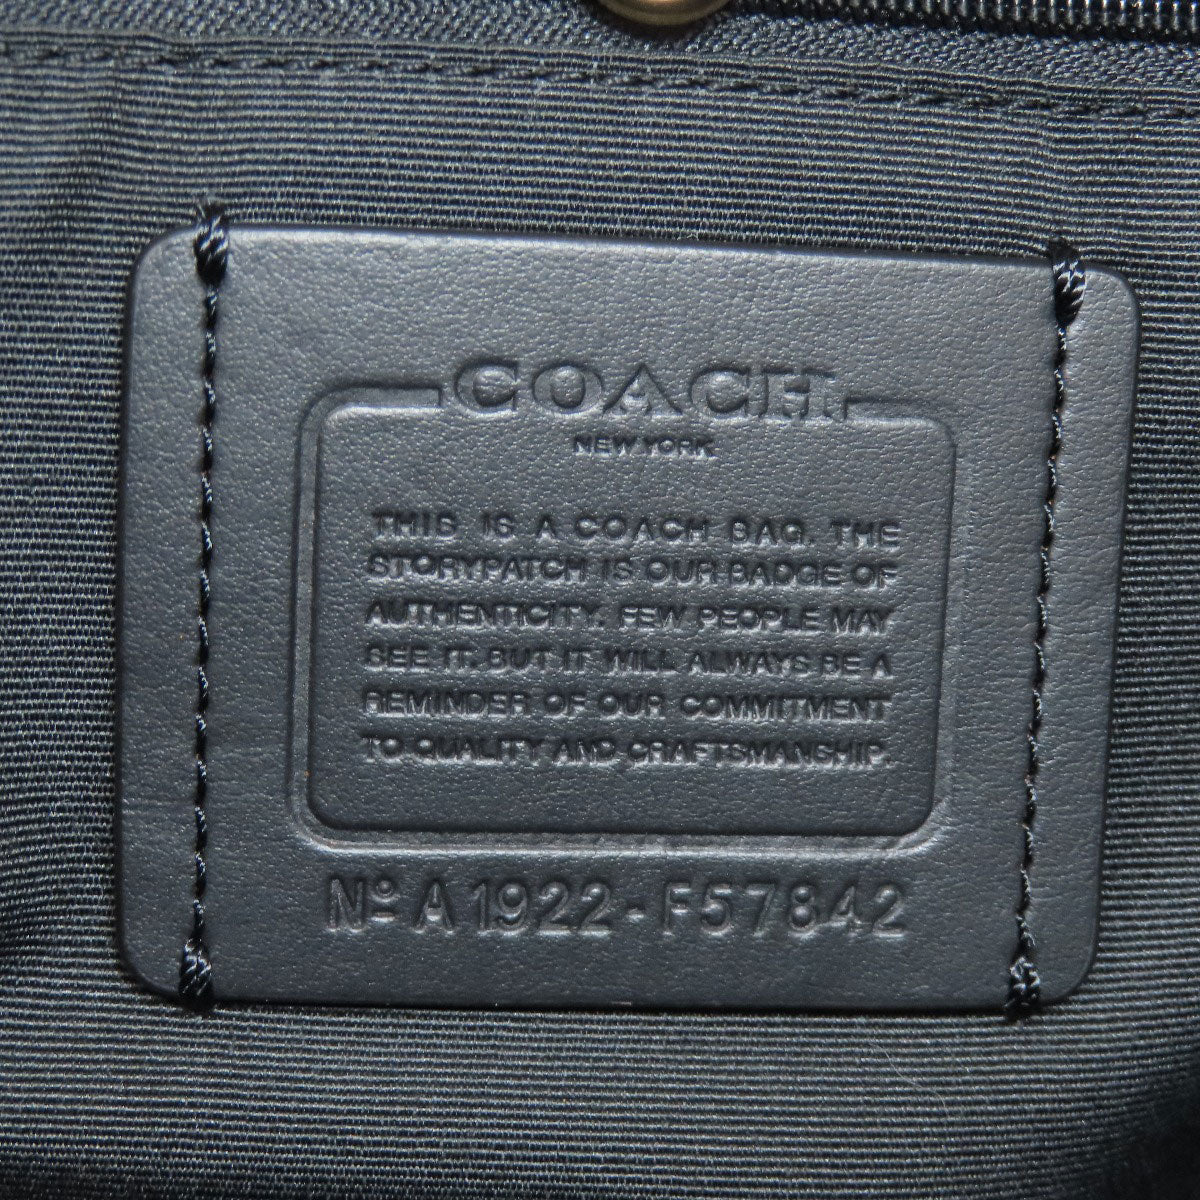 COACH
NEW YORK
THIS IS A COACH BAG. THE
STORYPATCH IS OUR BADGE OF
AUTHENTICITY. FEW PEOPLE MAY
SEE IT. BUT IT WILL ALWAYS BE A
REMINDER OF OUR COMMITMENT
TO QUALITY AND CRAFTSMANSHIP.
Nº A1922-F57842